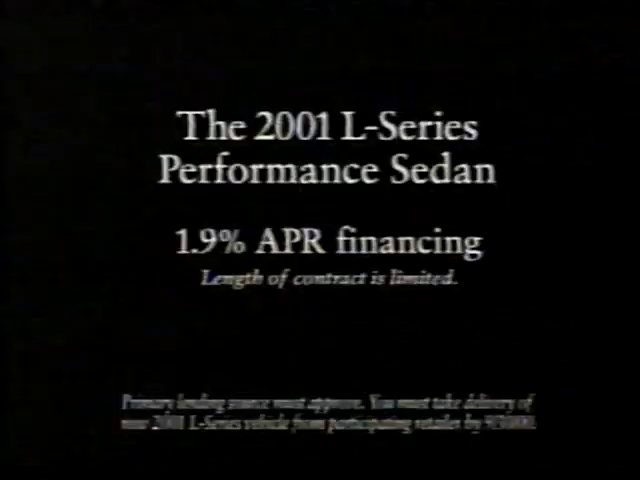 The 2001 L-Series
Performance Sedan
1.9% APR financing
Length of contract is limited.
Primary lending source must approve. You must take delivery of
new 2001 L-Series vehicle from participating retailer by